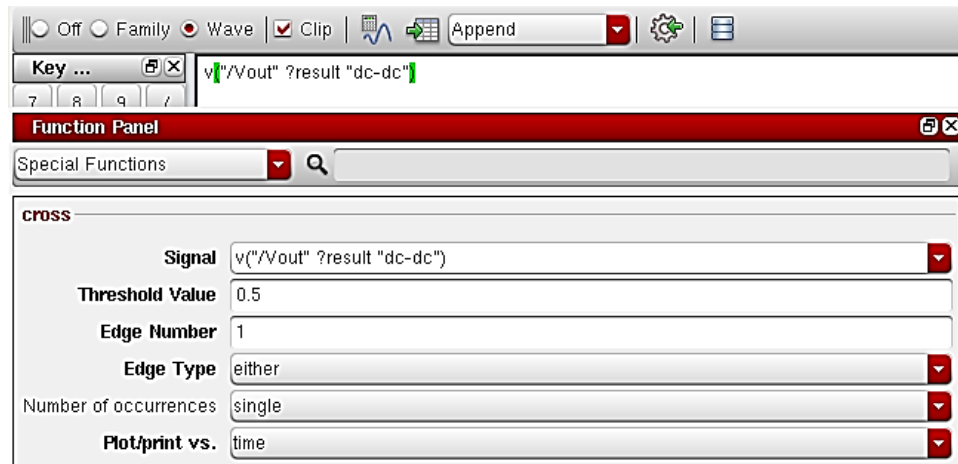 Off Family Wave Clip Append
Key ...
v("/Vout" ?result "dc-dc")
7 8 9 /
Function Panel
Special Functions
cross
Signal v("/Vout" ?result "dc-dc")
Threshold Value 0.5
Edge Number 1
Edge Type either
Number of occurrences single
Plot/print vs. time